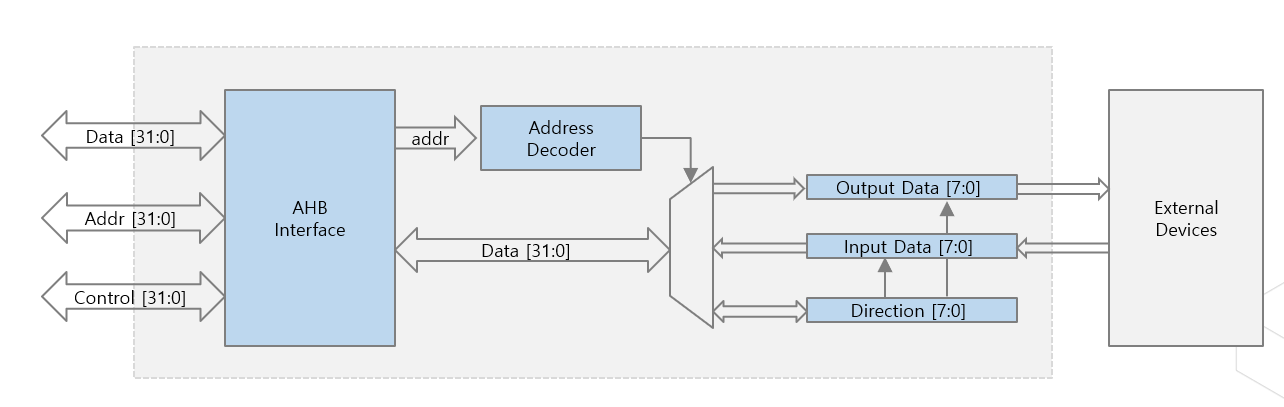 Data [31:0]
Addr [31:0]
Control [31:0]
AHB
Interface
addr
Address
Decoder
Data [31:0]
Output Data [7:0]
Input Data [7:0]
Direction [7:0]
External
Devices